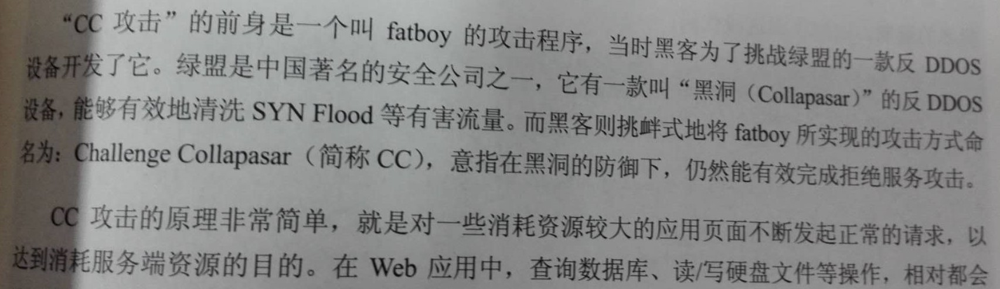 “CC 攻击”的前身是一个叫 fatboy 的攻击程序，当时黑客为了挑战绿盟的一款反 DDOS
设备开发了它。绿盟是中国著名的安全公司之一，它有一款叫“黑洞（Collapasar）”的反 DDOS
设备，能够有效地清洗 SYN Flood 等有害流量。而黑客则挑衅式地将 fatboy 所实现的攻击方式命
名为：Challenge Collapasar（简称 CC），意指在黑洞的防御下，仍然能有效完成拒绝服务攻击。
CC 攻击的原理非常简单，就是对一些消耗资源较大的应用页面不断发起正常的请求，以
达到消耗服务端资源的目的。在 Web 应用中，查询数据库、读/写硬盘文件等操作，相对都会